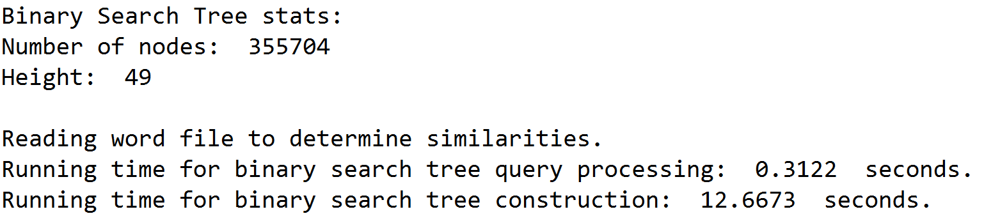 Binary Search Tree stats:
Number of nodes:  355704
Height:  49
Reading word file to determine similarities.
Running time for binary search tree query processing:  0.3122  seconds.
Running time for binary search tree construction:  12.6673  seconds.